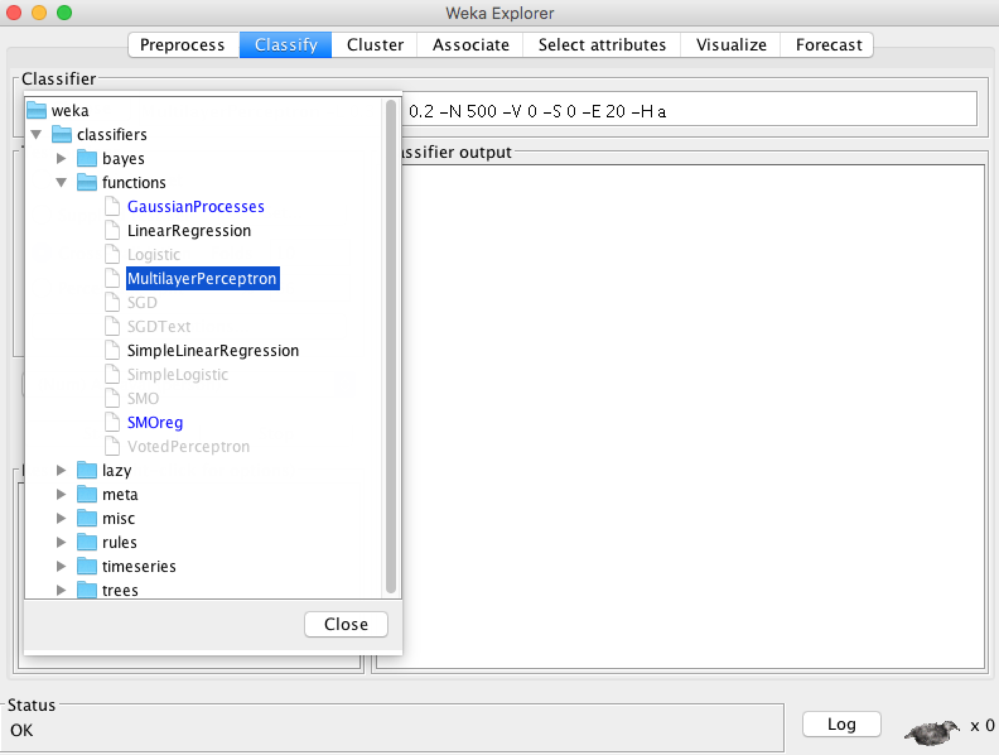 Weka Explorer
Preprocess Classify Cluster Associate Select attributes Visualize Forecast
Classifier
0.2 –N 500 –V 0 –S 0 –E 20 –H a
weka
classifiers
bayes
assifier output
functions
GaussianProcesses
LinearRegression
Logistic
MultilayerPerceptron
SGD
SGDText
SimpleLinearRegression
SimpleLogistic
SMO
SMOreg
VotedPerceptron
lazy
meta
misc
rules
timeseries
trees
Close
Status
OK
Log
x 0